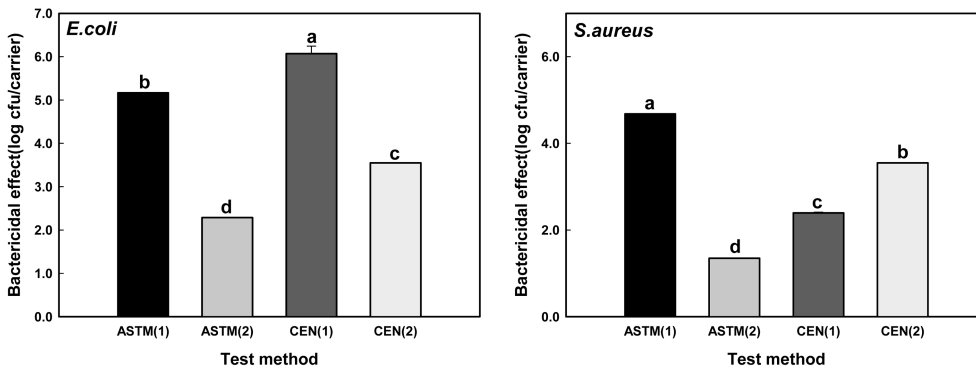 E.coli
Bactericidal effect(log cfu/carrier)
7.0
6.0
5.0
4.0
3.0
2.0
1.0
0.0
b
d
a
c
ASTM(1)
ASTM(2)
CEN(1)
CEN(2)
Test method
S.aureus
Bactericidal effect(log cfu/carrier)
6.0
4.0
2.0
0.0
a
d
c
b
ASTM(1)
ASTM(2)
CEN(1)
CEN(2)
Test method